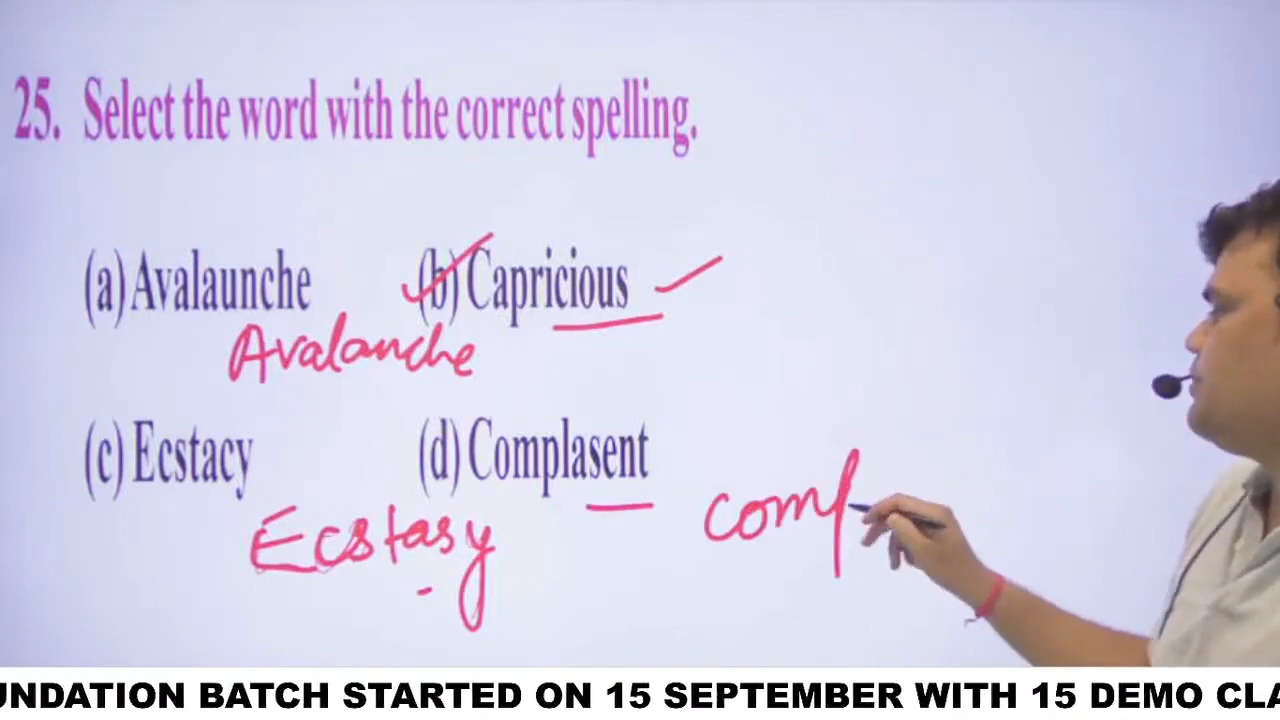 25. Select the word with the correct spelling.
(a) Avalaunche (b) Capricious
Avalanche
(c) Ecstacy (d) Complasent
Ecstasy comp
UNDATION BATCH STARTED ON 15 SEPTEMBER WITH 15 DEMO CLA